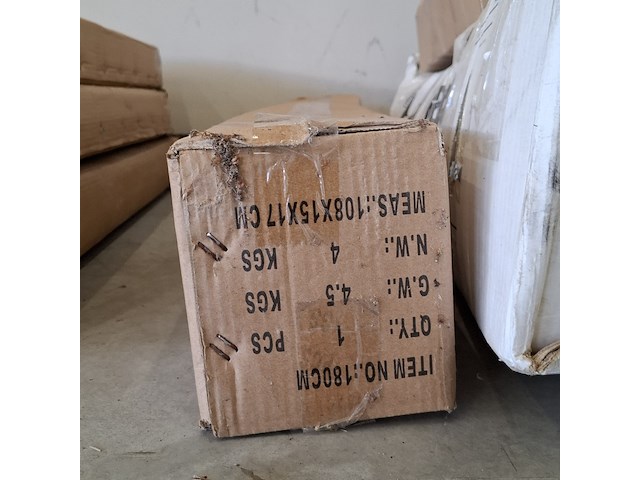 ITEM NO.:180CM
QTY.: 1 PCS
G.W.: 4.5 KGS
N.W.: 4 KGS
MEAS.:108X15X17 CM